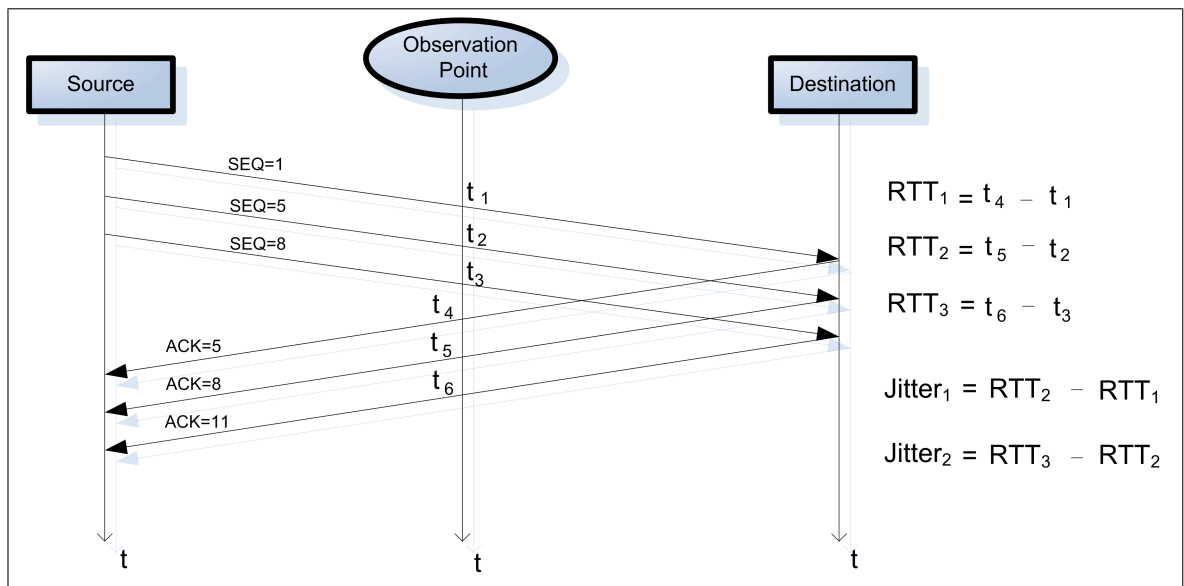 Source
Observation
Point
Destination
SEQ=1
SEQ=5
SEQ=8
t1
t2
t3
t4
t5
t6
ACK=5
ACK=8
ACK=11
RTT1 = t4 – t1
RTT2 = t5 – t2
RTT3 = t6 – t3
Jitter1 = RTT2 – RTT1
Jitter2 = RTT3 – RTT2
t
t
t